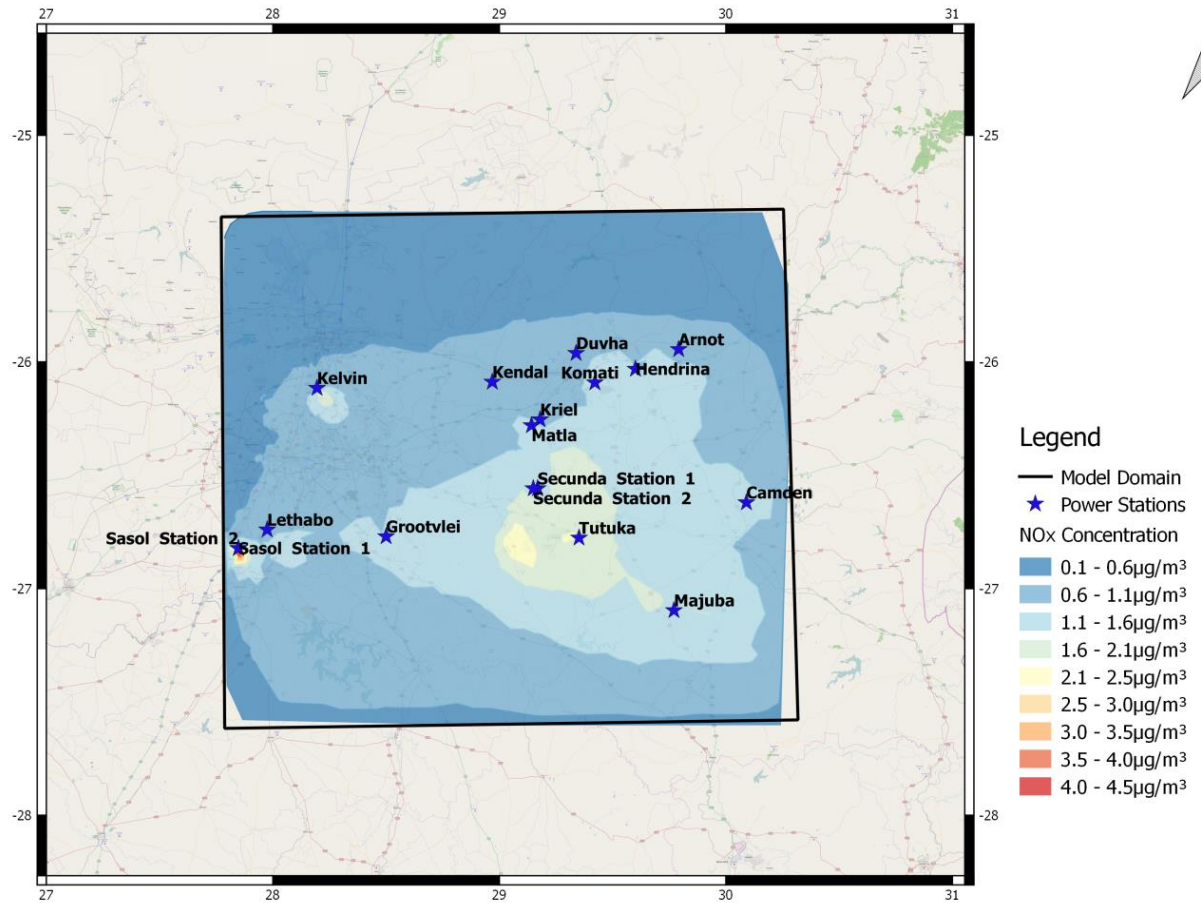 27 28 29 30 31
-25 -25
-26 -26
-27 -27
-28 -28
27 28 29 30 31
Duvha
Arnot
Kelvin
Kendal
Komati
Hendrina
Kriel
Matla
Secunda Station 1
Secunda Station 2
Camden
Lethabo
Grootvlei
Tutuka
Sasol Station 2
Sasol Station 1
Majuba
Legend
Model Domain
Power Stations
NOx Concentration
0.1 - 0.6µg/m³
0.6 - 1.1µg/m³
1.1 - 1.6µg/m³
1.6 - 2.1µg/m³
2.1 - 2.5µg/m³
2.5 - 3.0µg/m³
3.0 - 3.5µg/m³
3.5 - 4.0µg/m³
4.0 - 4.5µg/m³